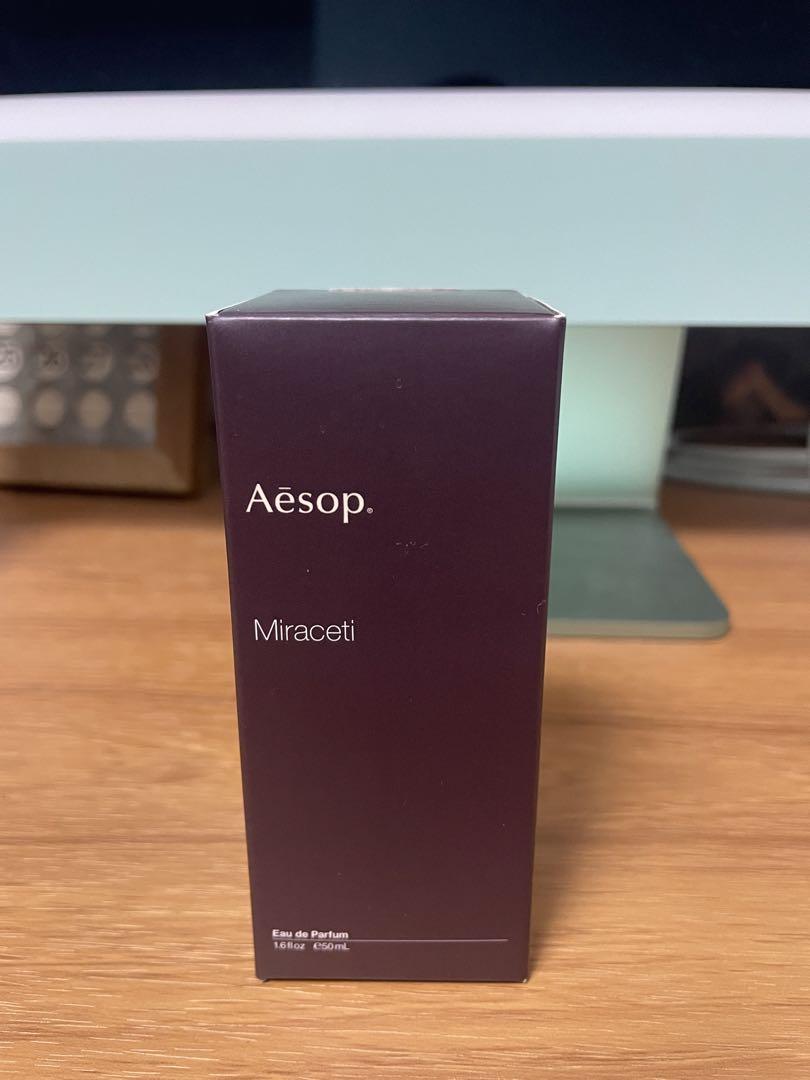 Aēsop®
Miraceti
Eau de Parfum
1.6 fl oz ℮50 mL